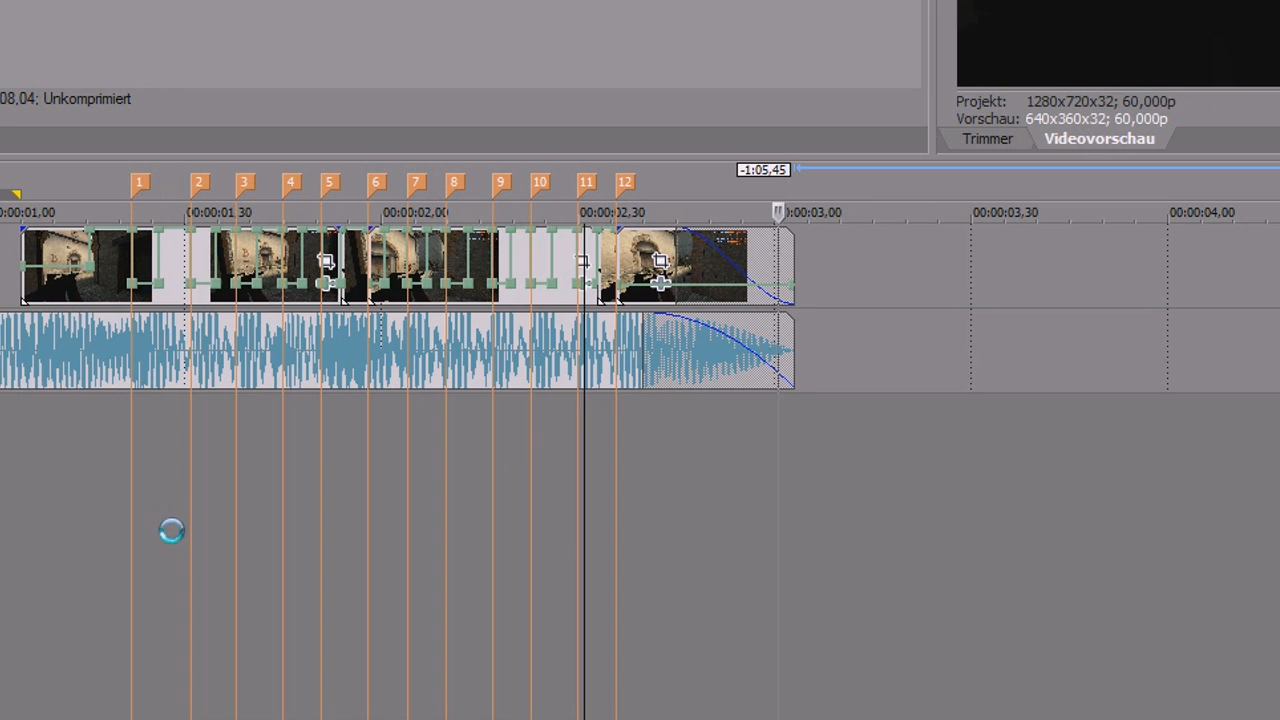 08,04; Unkomprimiert
Projekt: 1280x720x32; 60,000p
Vorschau: 640x360x32; 60,000p
Trimmer Videovorschau
-1:05,45
1 2 3 4 5 6 7 8 9 10 11 12
0:00:01,00 00:00:01,30 00:00:02,00 00:00:02,30 0:00:03,00 00:00:03,30 00:00:04,00